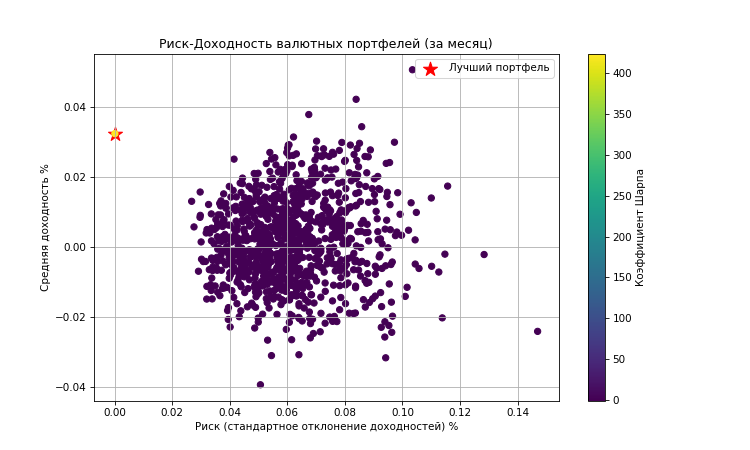 Риск-Доходность валютных портфелей (за месяц)
Лучший портфель
Средняя доходность %
0.04
0.02
0.00
−0.02
−0.04
0.00 0.02 0.04 0.06 0.08 0.10 0.12 0.14
Риск (стандартное отклонение доходностей) %
400
350
300
250
200
150
100
50
0
Коэффициент Шарпа